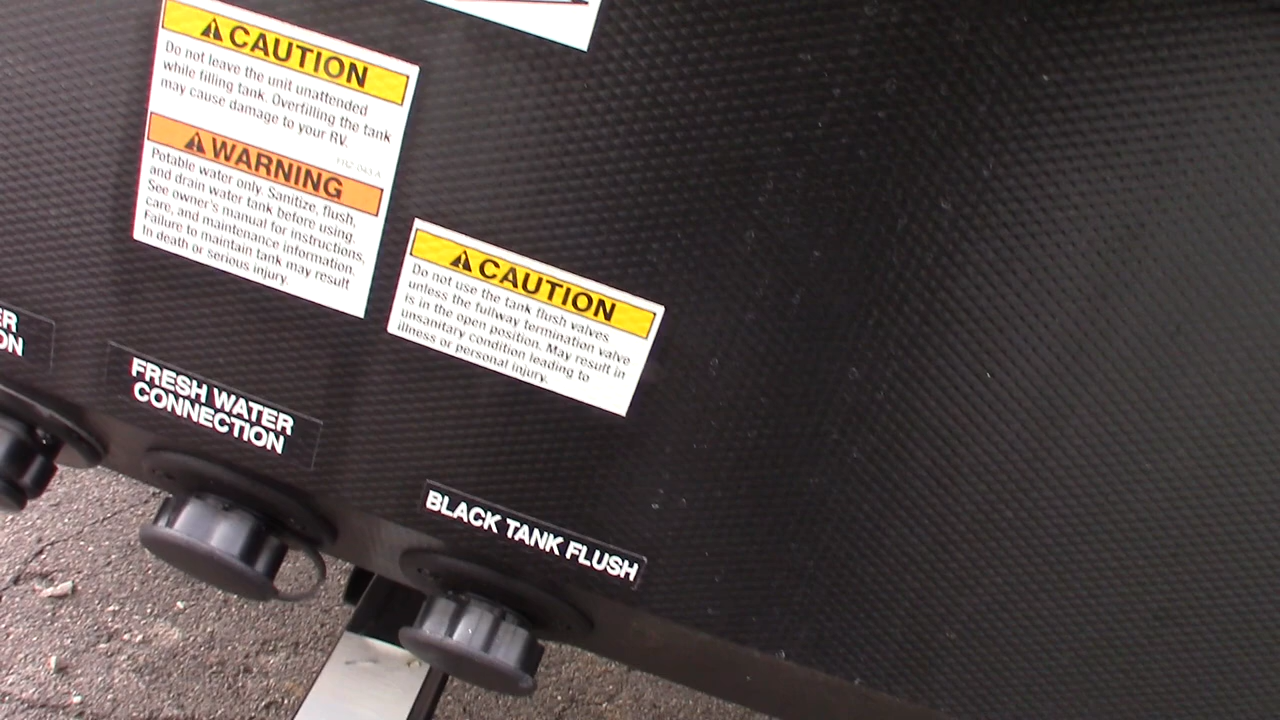 CAUTION
Do not leave the unit unattended
while filling tank. Overfilling the tank
may cause damage to your RV.
WARNING
Potable water only. Sanitize, flush,
and drain water tank before using.
See owner's manual for instructions,
care, and maintenance information.
Failure to maintain tank may result
In death or serious injury.
CAUTION
Do not use the tank flush valves
unless the fullway termination valve
is in the open position. May result in
unsanitary condition leading to
illness or personal injury.
ER
ON
FRESH WATER
CONNECTION
BLACK TANK FLUSH